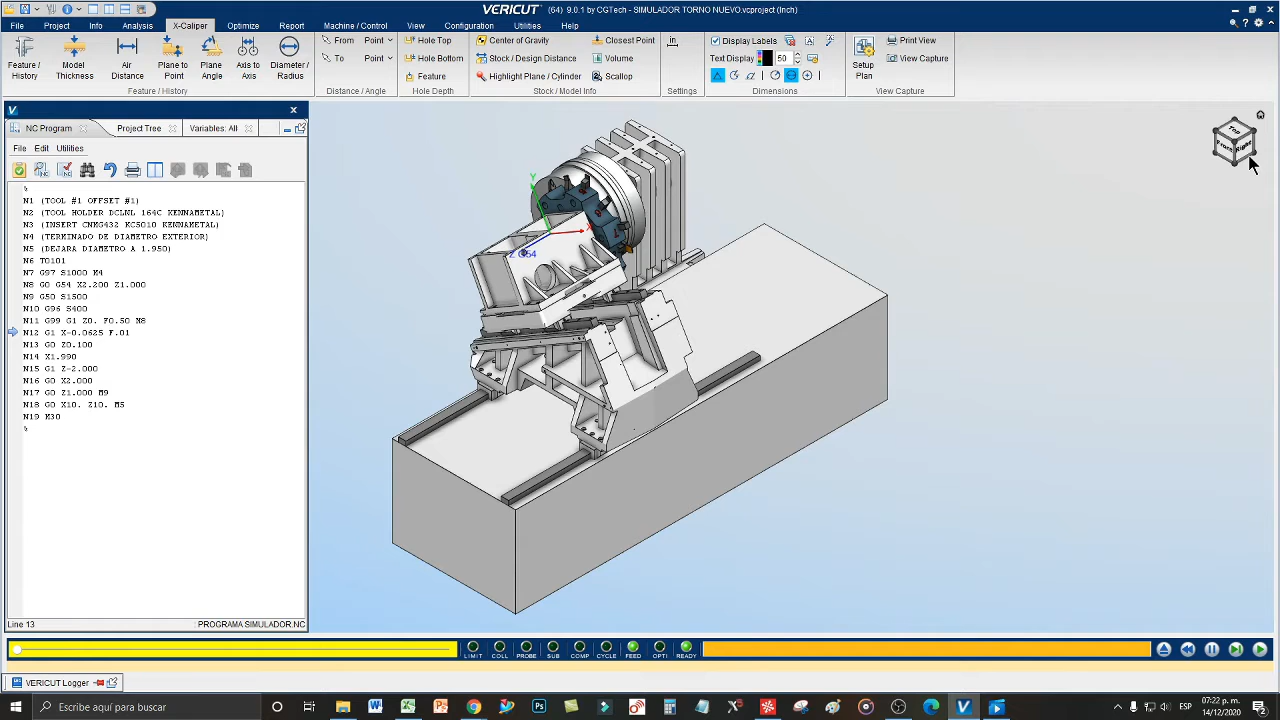 VERICUT
(64) 9.0.1 by CGTech - SIMULADOR TORNO NUEVO.vcproject (Inch)
File Project Info Analysis X-Caliper Optimize Report Machine / Control View Configuration Utilities Help
Feature / History
Model Thickness
Air Distance
Plane to Point
Plane Angle
Axis to Axis
Diameter / Radius
Feature / History
From Point
To Point
Distance / Angle
Hole Top
Hole Bottom
Feature
Hole Depth
Center of Gravity
Stock / Design Distance
Highlight Plane / Cylinder
Closest Point
Volume
Scallop
Stock / Model Info
in
Settings
Display Labels
Text Display 50
Dimensions
Setup Plan
Print View
View Capture
View Capture
NC Program Project Tree Variables: All
File Edit Utilities
%
N1 (TOOL #1 OFFSET #1)
N2 (TOOL HOLDER DCLNL 164C KENNAMETAL)
N3 (INSERT CNMG432 KC5010 KENNAMETAL)
N4 (TERMINADO DE DIAMETRO EXTERIOR)
N5 (DEJARA DIAMETRO A 1.950)
N6 T0101
N7 G97 S1000 M4
N8 G0 G54 X2.200 Z1.000
N9 G50 S1500
N10 G96 S400
N11 G99 G1 Z0. F0.50 M8
N12 G1 X-0.0625 F.01
N13 G0 Z0.100
N14 X1.990
N15 G1 Z-2.000
N16 G0 X2.000
N17 G0 Z1.000 M9
N18 G0 X10. Z10. M5
N19 M30
%
Line 13 : PROGRAMA SIMULADOR.NC
Y
X
Z G54
Top
Front Right
LIMIT COLL PROBE SUB COMP CYCLE FEED OPTI READY
VERICUT Logger
Escribe aquí para buscar
ESP
07:22 p. m.
14/12/2020